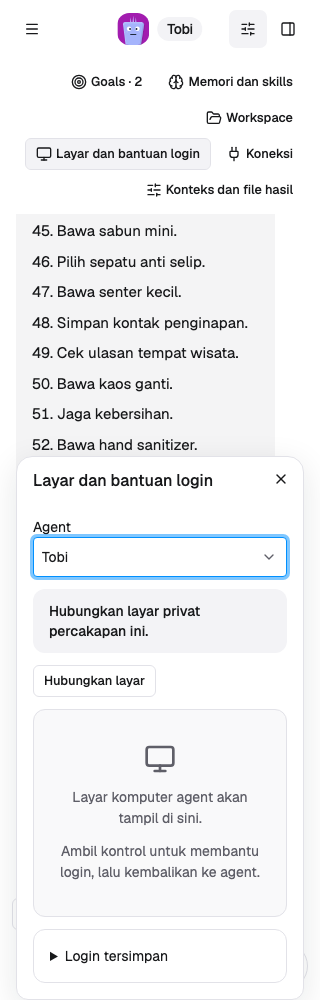 Tobi
Goals · 2
Memori dan skills
Workspace
Layar dan bantuan login
Koneksi
Konteks dan file hasil
45. Bawa sabun mini.
46. Pilih sepatu anti selip.
47. Bawa senter kecil.
48. Simpan kontak penginapan.
49. Cek ulasan tempat wisata.
50. Bawa kaos ganti.
51. Jaga kebersihan.
52. Bawa hand sanitizer.
Layar dan bantuan login
Agent
Tobi
Hubungkan layar privat
percakapan ini.
Hubungkan layar
Layar komputer agent akan
tampil di sini.
Ambil kontrol untuk membantu
login, lalu kembalikan ke agent.
Login tersimpan